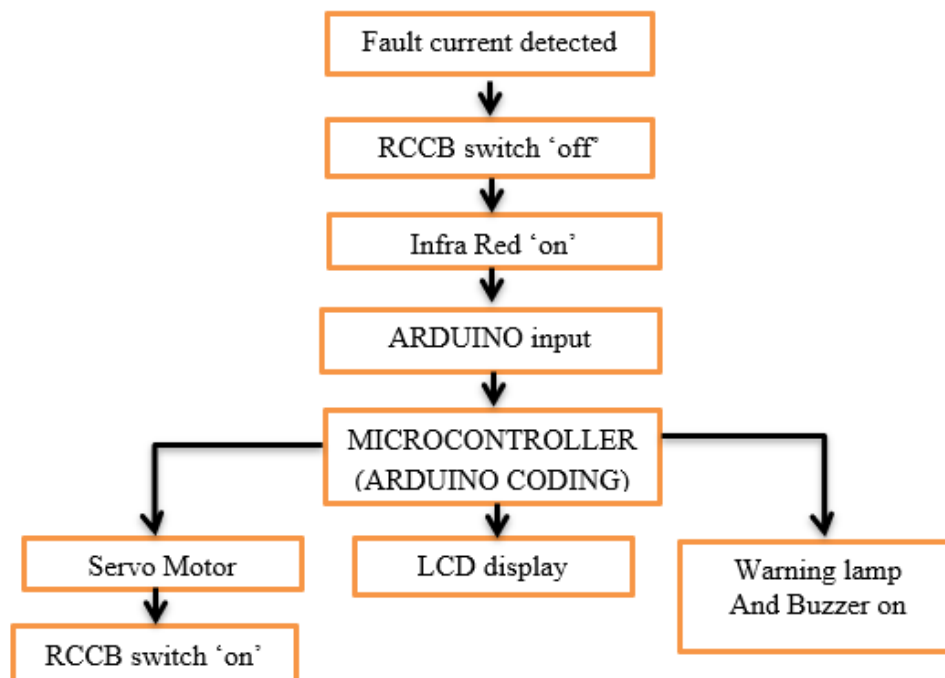 Fault current detected
RCCB switch ‘off’
Infra Red ‘on’
ARDUINO input
MICROCONTROLLER
(ARDUINO CODING)
Servo Motor
LCD display
Warning lamp
And Buzzer on
RCCB switch ‘on’